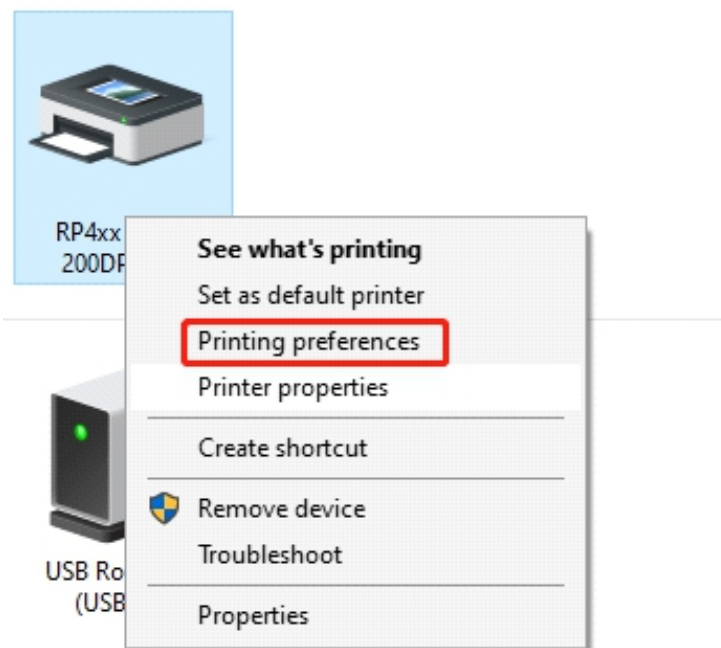 RP4xx
200DP
See what's printing
Set as default printer
Printing preferences
Printer properties
Create shortcut
Remove device
Troubleshoot
Properties
USB Ro
(USB